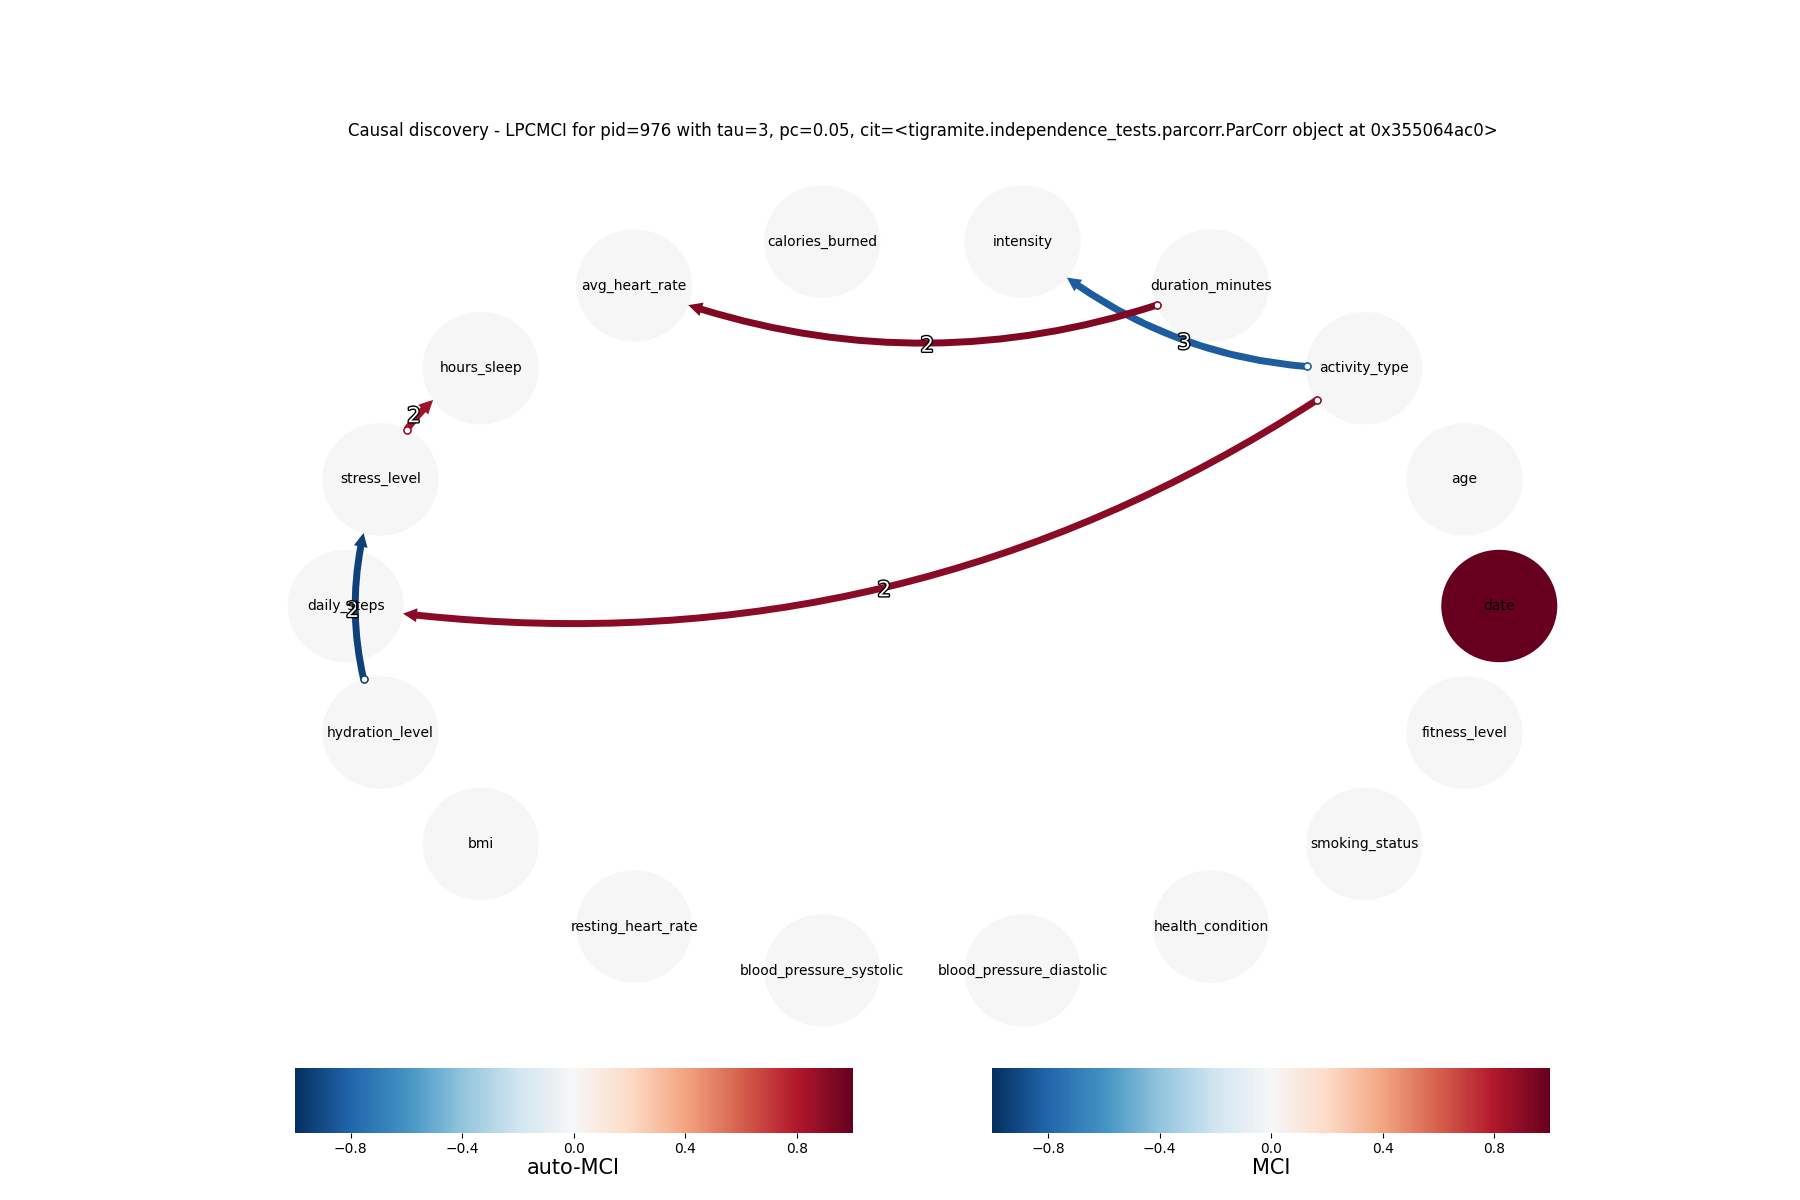 Causal discovery - LPCMCI for pid=976 with tau=3, pc=0.05, cit=<tigramite.independence_tests.parcorr.ParCorr object at 0x355064ac0>
calories_burned
intensity
avg_heart_rate
duration_minutes
2
3
hours_sleep
activity_type
2
stress_level
age
2
daily_steps
2
date
hydration_level
fitness_level
bmi
smoking_status
resting_heart_rate
health_condition
blood_pressure_systolic
blood_pressure_diastolic
−0.8 −0.4 0.0 0.4 0.8
auto-MCI
−0.8 −0.4 0.0 0.4 0.8
MCI